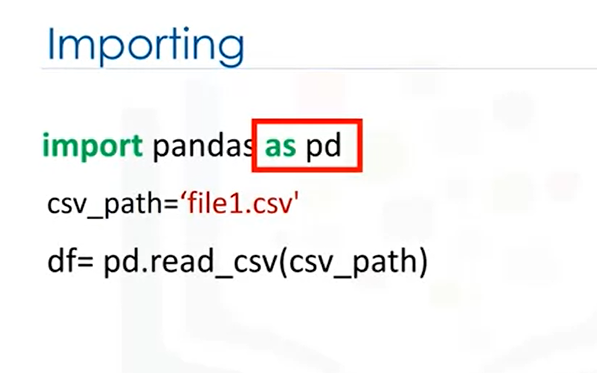 Importing
import pandas as pd
csv_path=‘file1.csv'
df= pd.read_csv(csv_path)